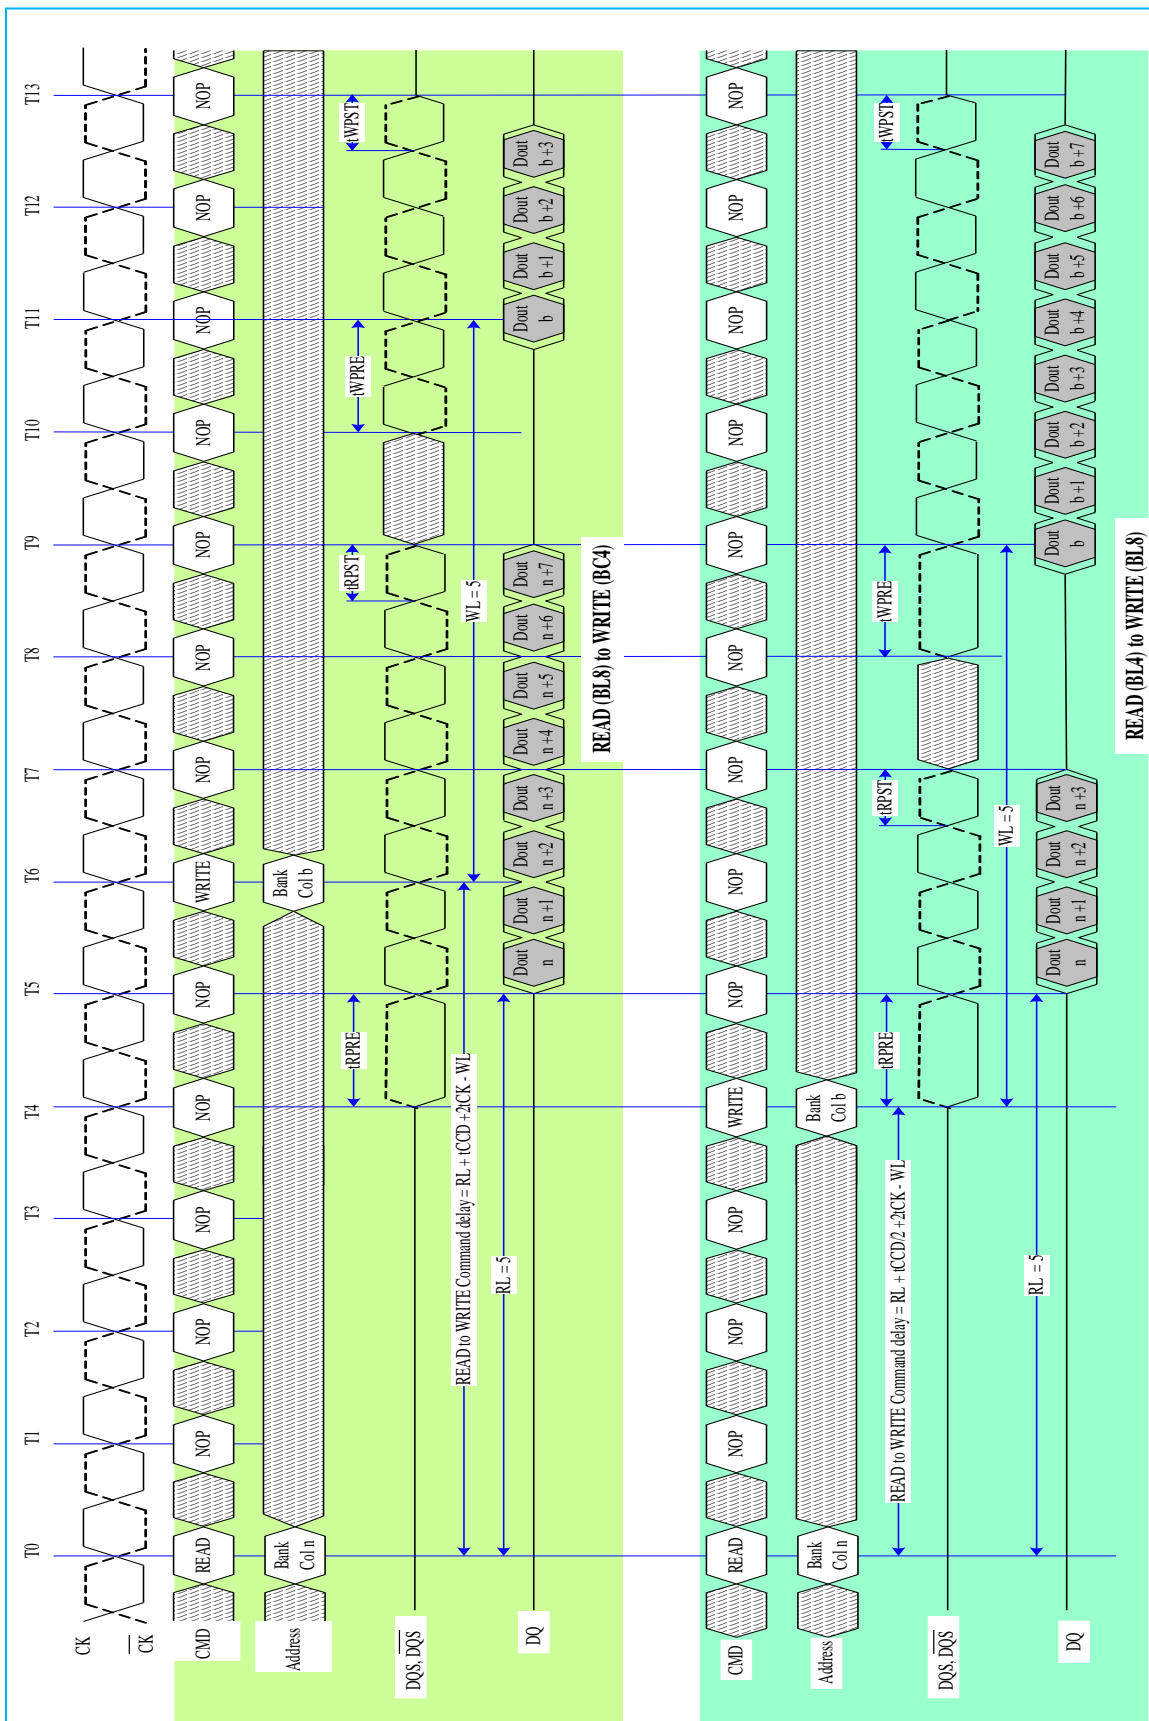 T0 T1 T2 T3 T4 T5 T6 T7 T8 T9 T10 T11 T12 T13
CK
CK
CMD READ NOP NOP NOP NOP NOP WRITE NOP NOP NOP NOP NOP NOP NOP
Address Bank Col n Bank Col b
DQS, DQS tRPRE tRPST tWPRE tWPST
READ to WRITE Command delay = RL + tCCD +2tCK - WL WL = 5
RL = 5
DQ Dout n Dout n+1 Dout n+2 Dout n+3 Dout n+4 Dout n+5 Dout n+6 Dout n+7 Dout b Dout b+1 Dout b+2 Dout b+3
READ (BL8) to WRITE (BC4)
CMD READ NOP NOP NOP WRITE NOP NOP NOP NOP NOP NOP NOP NOP NOP
Address Bank Col n Bank Col b
DQS, DQS tRPRE tRPST tWPRE tWPST
READ to WRITE Command delay = RL + tCCD/2 +2tCK - WL WL = 5
RL = 5
DQ Dout n Dout n+1 Dout n+2 Dout n+3 Dout b Dout b+1 Dout b+2 Dout b+3 Dout b+4 Dout b+5 Dout b+6 Dout b+7
READ (BL4) to WRITE (BL8)